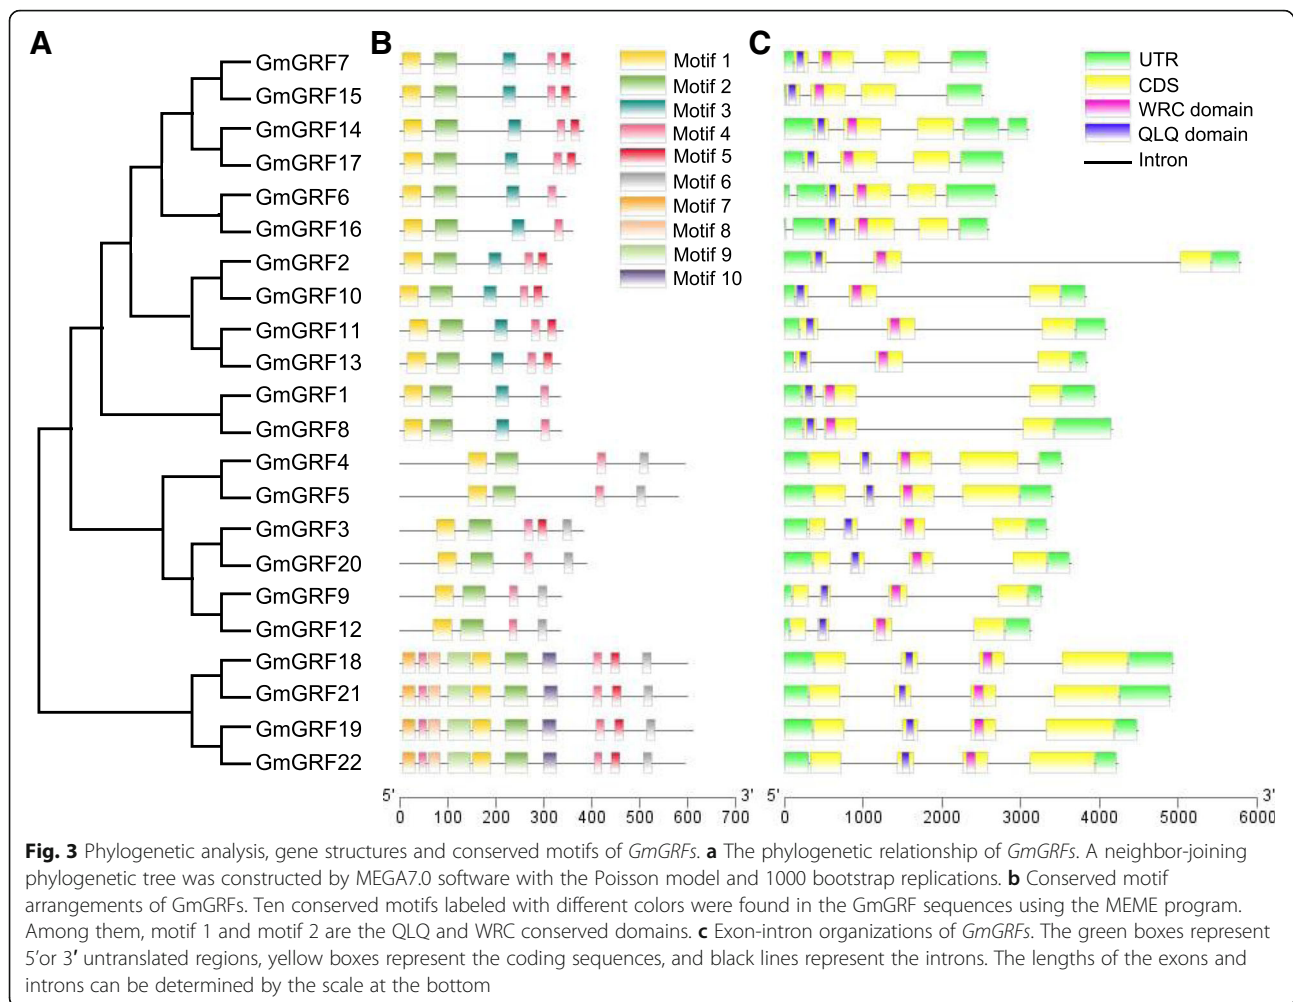 A
B
C
GmGRF7
GmGRF15
GmGRF14
GmGRF17
GmGRF6
GmGRF16
GmGRF2
GmGRF10
GmGRF11
GmGRF13
GmGRF1
GmGRF8
GmGRF4
GmGRF5
GmGRF3
GmGRF20
GmGRF9
GmGRF12
GmGRF18
GmGRF21
GmGRF19
GmGRF22
Motif 1
Motif 2
Motif 3
Motif 4
Motif 5
Motif 6
Motif 7
Motif 8
Motif 9
Motif 10
UTR
CDS
WRC domain
QLQ domain
Intron
5' 3'
0 100 200 300 400 500 600 700
5' 3'
0 1000 2000 3000 4000 5000 6000
Fig. 3 Phylogenetic analysis, gene structures and conserved motifs of GmGRFs. a The phylogenetic relationship of GmGRFs. A neighbor-joining
phylogenetic tree was constructed by MEGA7.0 software with the Poisson model and 1000 bootstrap replications. b Conserved motif
arrangements of GmGRFs. Ten conserved motifs labeled with different colors were found in the GmGRF sequences using the MEME program.
Among them, motif 1 and motif 2 are the QLQ and WRC conserved domains. c Exon-intron organizations of GmGRFs. The green boxes represent
5'or 3′ untranslated regions, yellow boxes represent the coding sequences, and black lines represent the introns. The lengths of the exons and
introns can be determined by the scale at the bottom